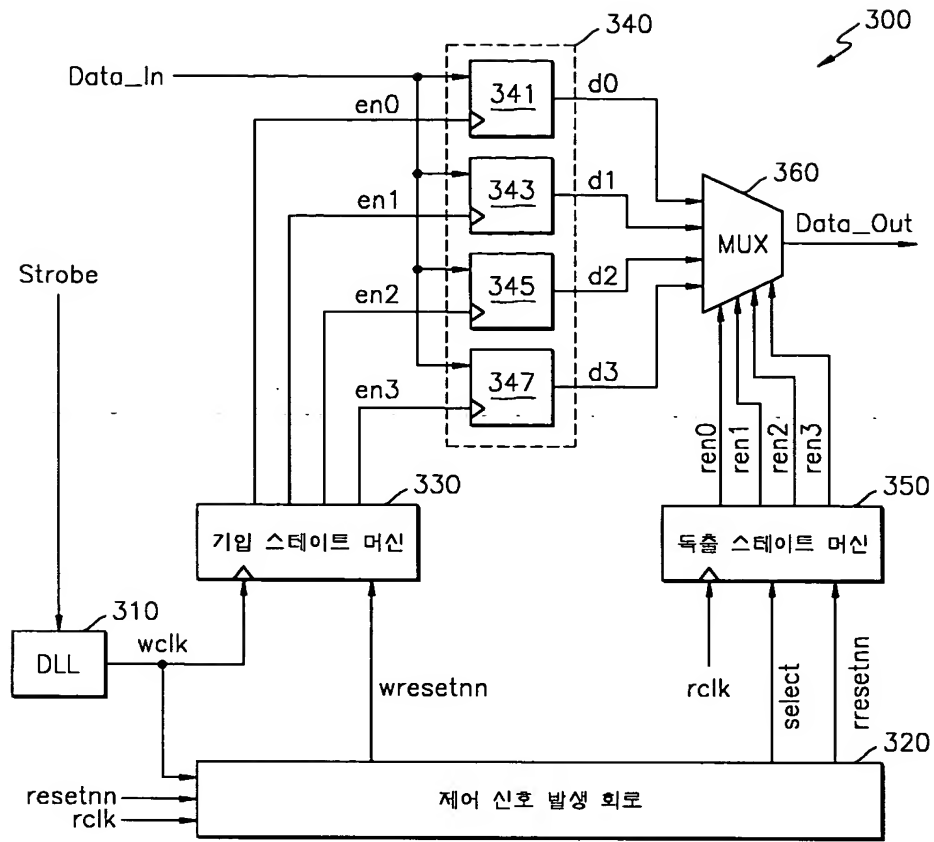 340
300
Data_In
341
d0
en0
343
d1
360
en1
MUX
Data_Out
Strobe
345
d2
en2
347
d3
en3
ren0
ren1
ren2
ren3
330
350
기입 스테이트 머신
독출 스테이트 머신
310
DLL
wclk
wresetnn
rclk
select
rresetnn
320
resetnn
rclk
제어 신호 발생 회로